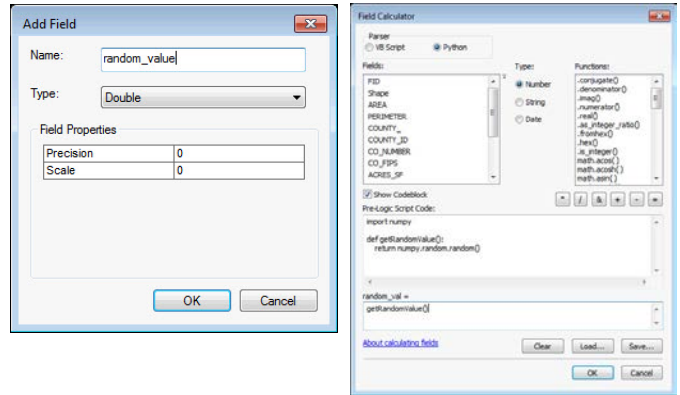 Add Field
Name:
random_value
Type:
Double
Field Properties
Precision 0
Scale 0
OK Cancel
Field Calculator
Parser
VB Script Python
Fields:
FID
Shape
AREA
PERIMETER
COUNTY_
COUNTY_ID
CO_NUMBER
CO_FIPS
ACRES_SF
Type:
Number
String
Date
Functions:
.conjugate()
.denominator()
.imag()
.numerator()
.real()
.as_integer_ratio()
.fromhex()
.hex()
.is_integer()
math.acos( )
math.acosh( )
math.asin( )
Show Codeblock
* / & + - =
Pre-Logic Script Code:
import numpy
def getRandomValue():
return numpy.random.random()
random_val =
getRandomValue()
About calculating fields
Clear Load... Save...
OK Cancel